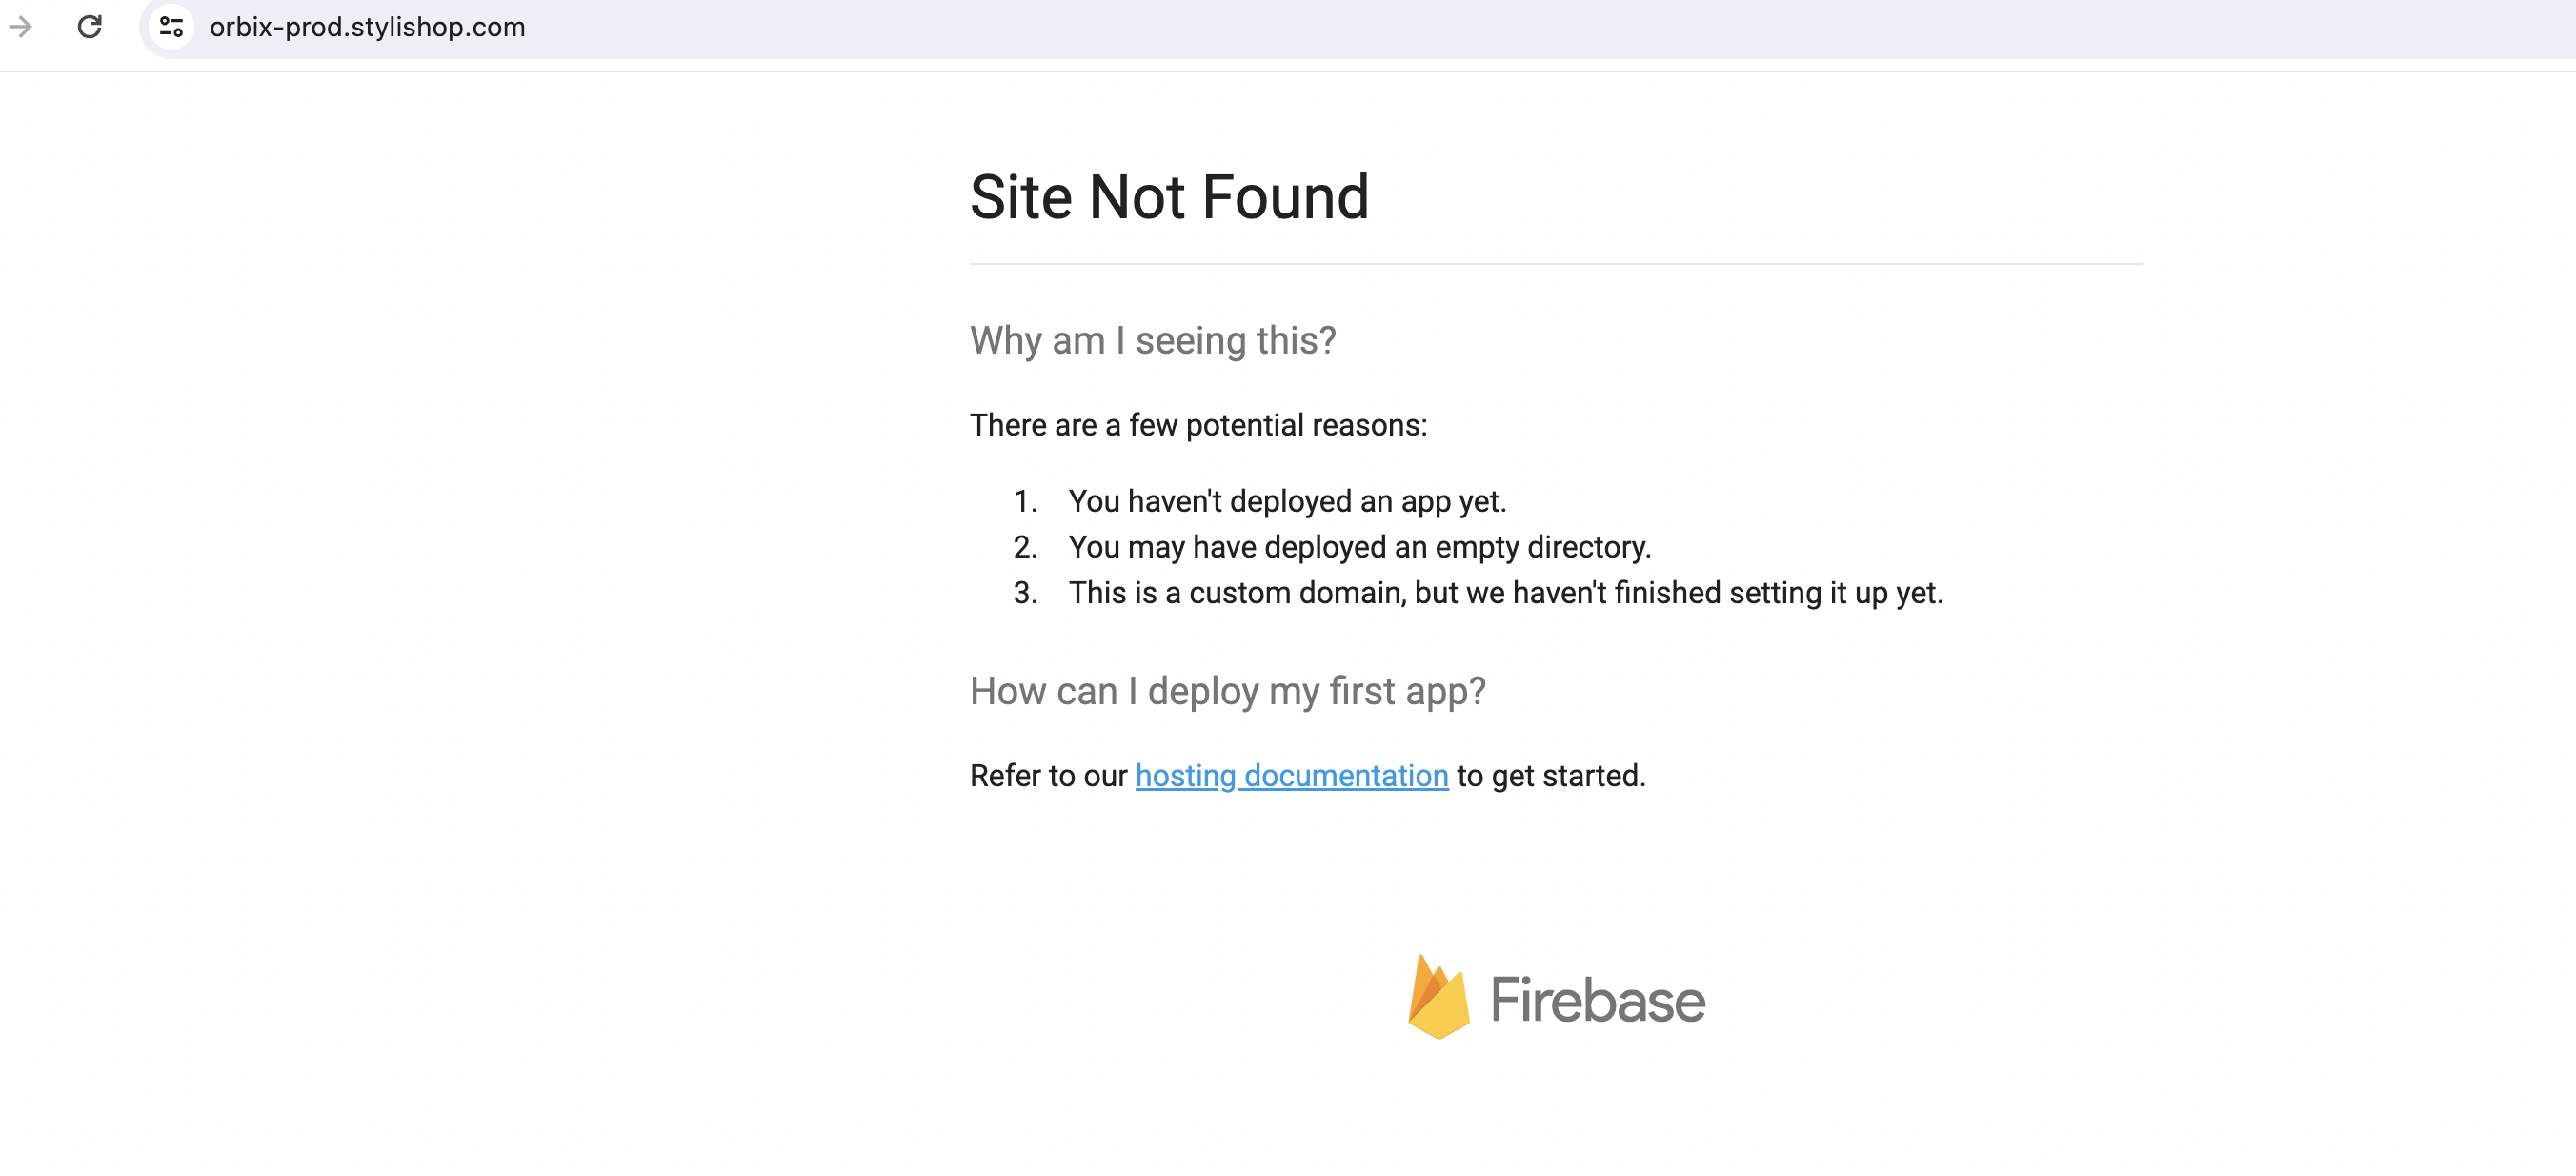 orbix-prod.stylishop.com
Site Not Found
Why am I seeing this?
There are a few potential reasons:
1. You haven't deployed an app yet.
2. You may have deployed an empty directory.
3. This is a custom domain, but we haven't finished setting it up yet.
How can I deploy my first app?
Refer to our hosting documentation to get started.
Firebase